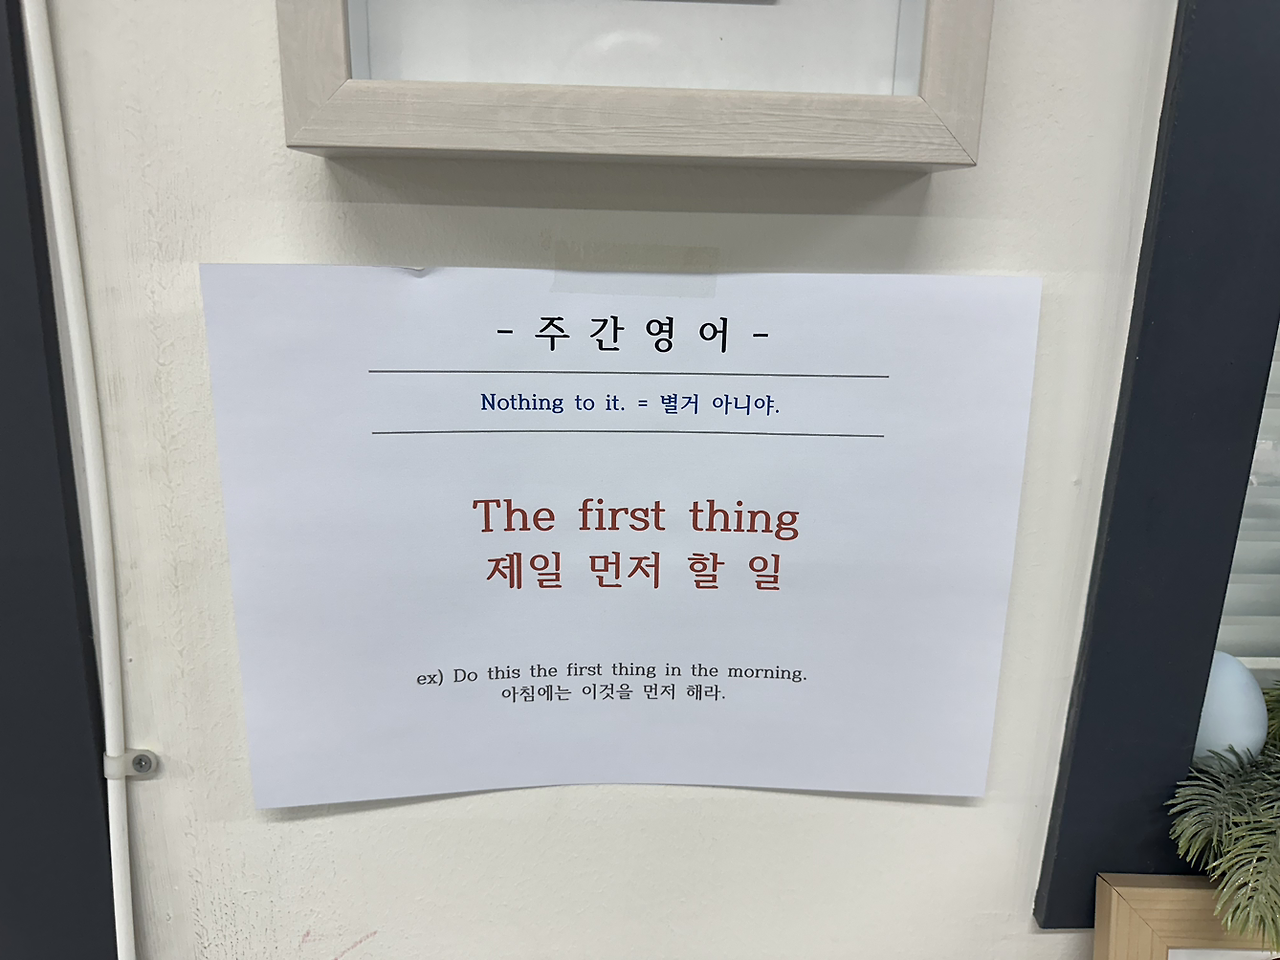 - 주 간 영 어 -
Nothing to it. = 별거 아니야.
The first thing
제일 먼저 할 일
ex) Do this the first thing in the morning.
아침에는 이것을 먼저 해라.